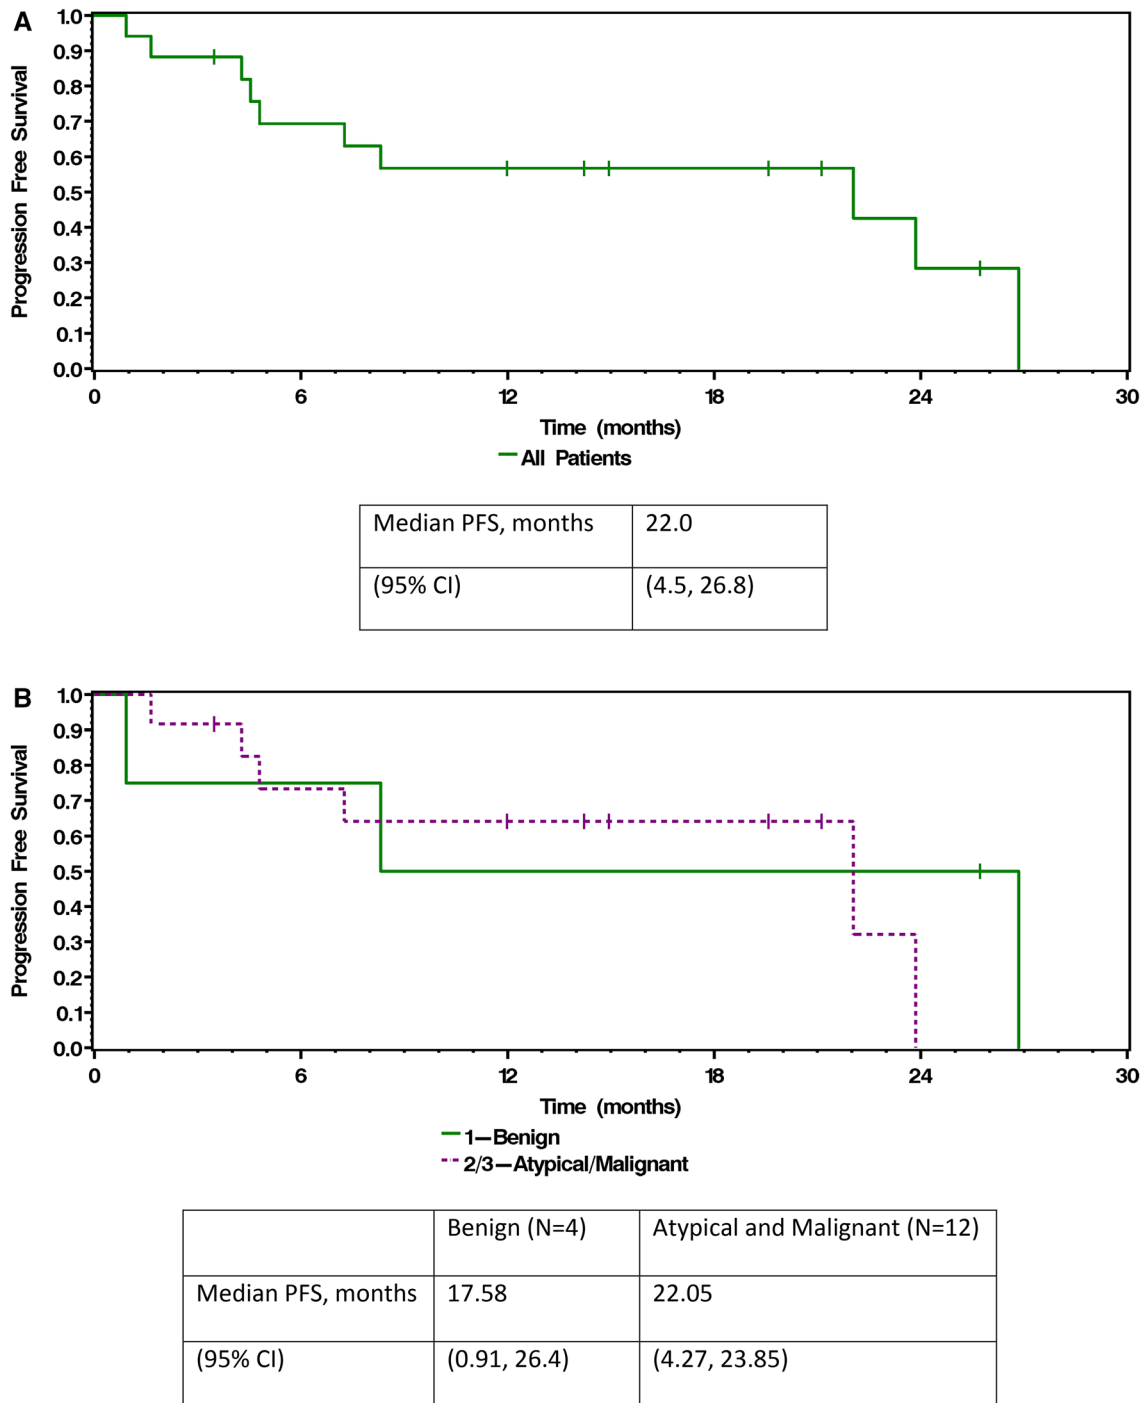 A
Progression Free Survival
1.0
0.9
0.8
0.7
0.6
0.5
0.4
0.3
0.2
0.1
0.0
0 6 12 18 24 30
Time (months)
All Patients
Median PFS, months 22.0
(95% CI) (4.5, 26.8)
B
Progression Free Survival
1.0
0.9
0.8
0.7
0.6
0.5
0.4
0.3
0.2
0.1
0.0
0 6 12 18 24 30
Time (months)
1—Benign
2/3—Atypical/Malignant
Benign (N=4) Atypical and Malignant (N=12)
Median PFS, months 17.58 22.05
(95% CI) (0.91, 26.4) (4.27, 23.85)